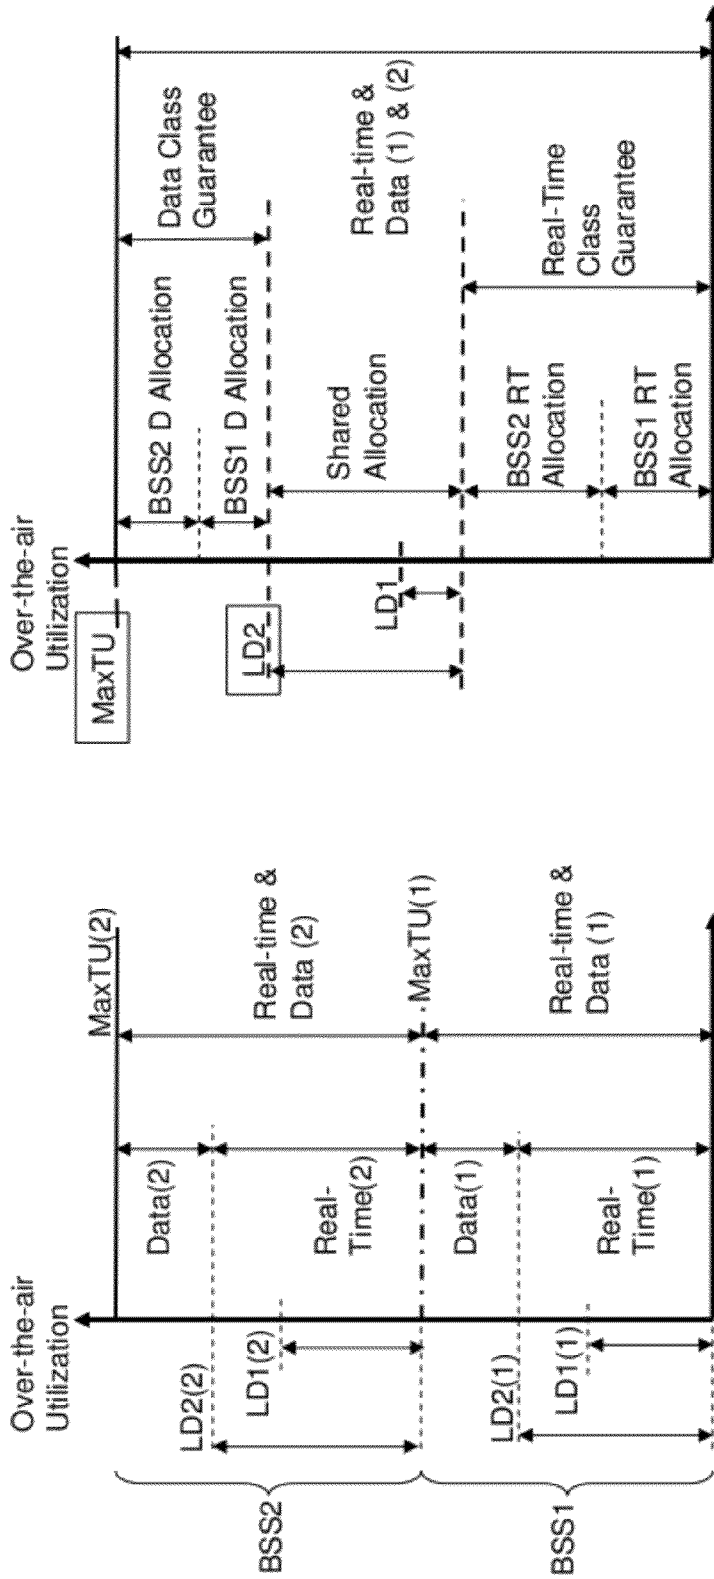 Over-the-air
Utilization
MaxTU(2)
Data(2)
Real-time &
Data (2)
LD2(2)
Real-
Time(2)
LD1(2)
BSS2
MaxTU(1)
Data(1)
Real-time &
Data (1)
LD2(1)
Real-
Time(1)
LD1(1)
BSS1
Over-the-air
Utilization
MaxTU
BSS2 D Allocation
Data Class
Guarantee
BSS1 D Allocation
LD2
Shared
Allocation
Real-time &
Data (1) & (2)
LD1
BSS2 RT
Allocation
Real-Time
Class
Guarantee
BSS1 RT
Allocation